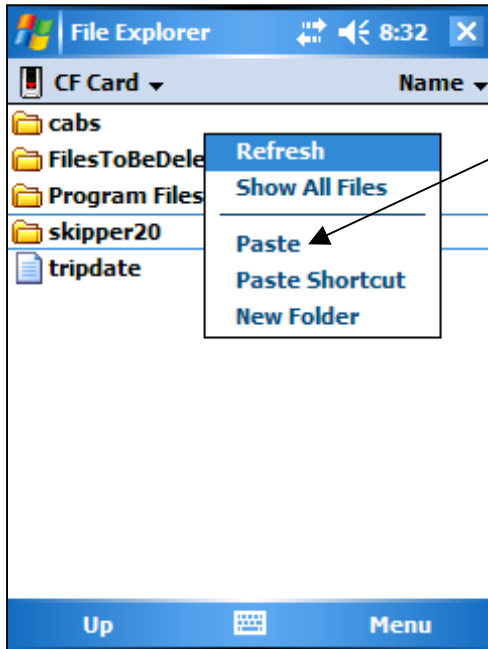 File Explorer 8:32
CF Card Name
cabs
FilesToBeDele
Program Files
skipper20
tripdate
Refresh
Show All Files
Paste
Paste Shortcut
New Folder
Up Menu